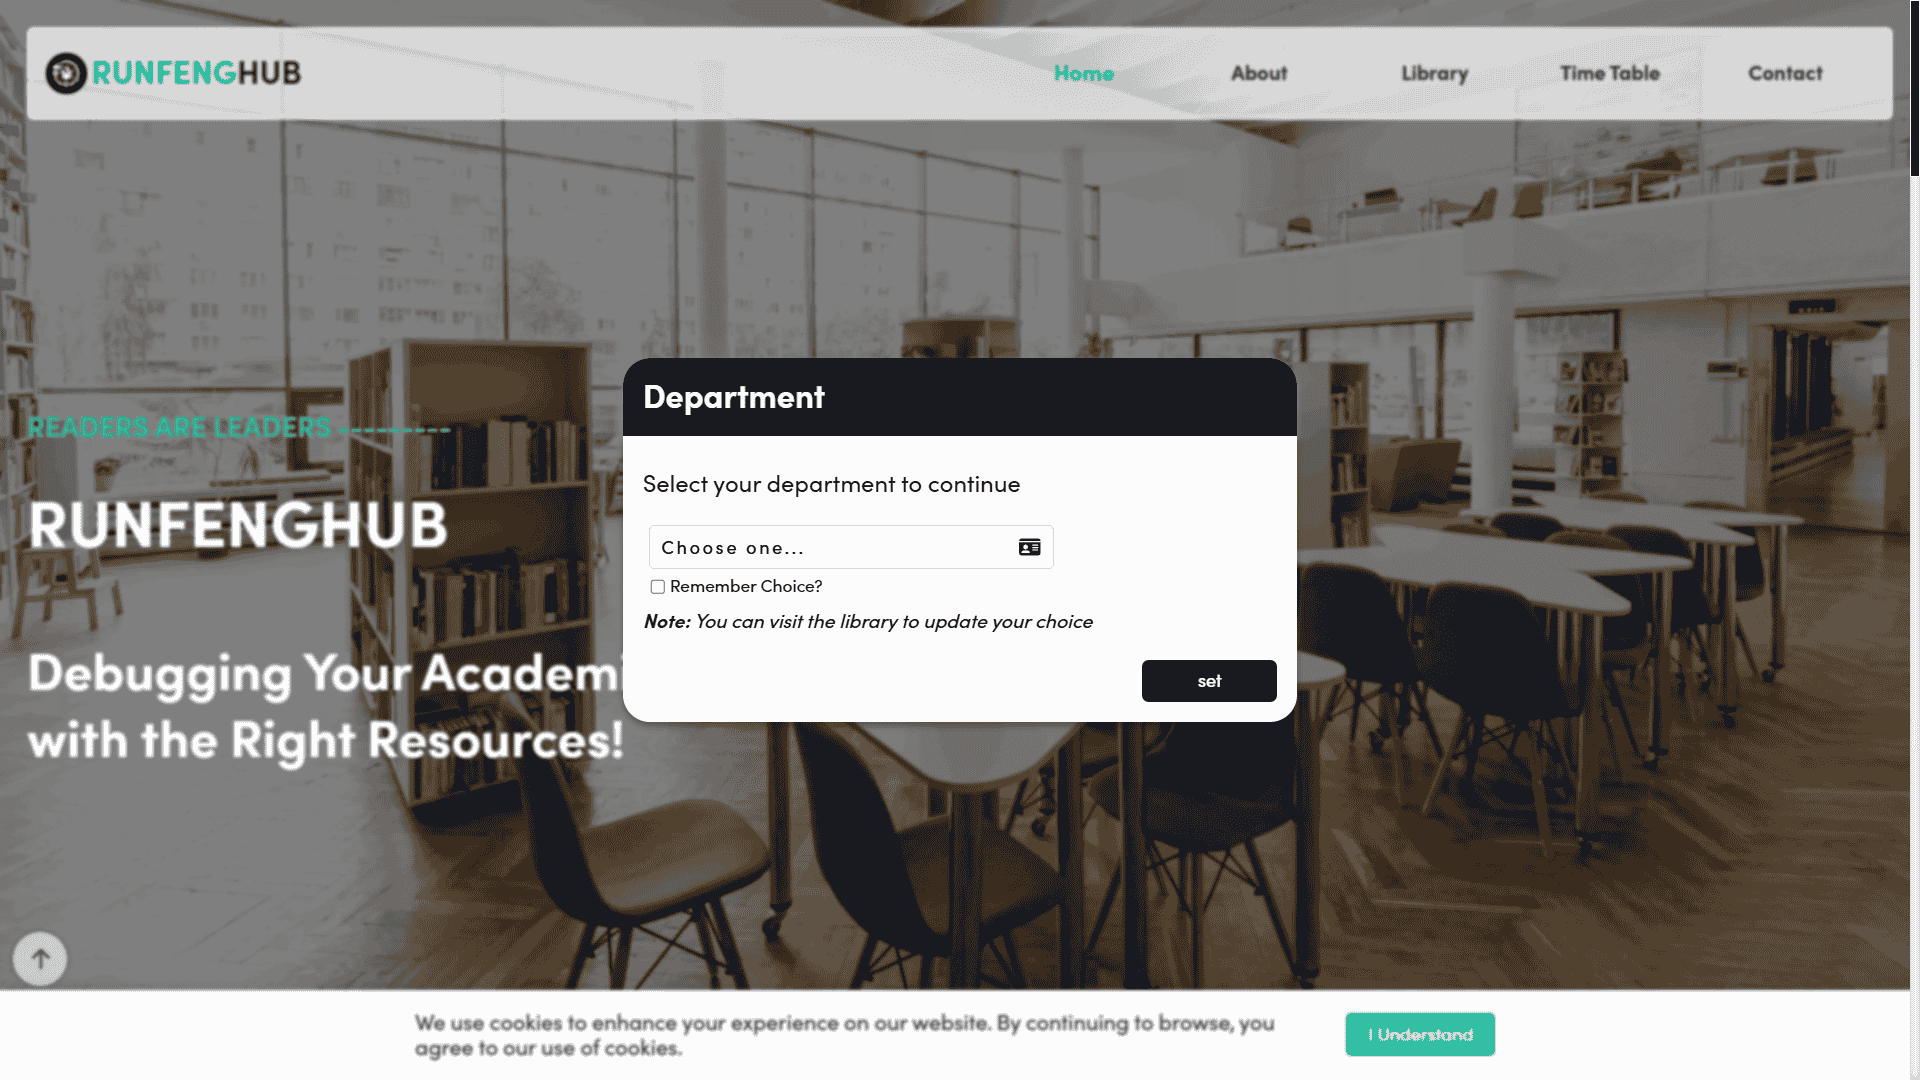 RUNFENGHUB
Home
About
Library
Time Table
Contact
READERS ARE LEADERS ---------
RUNFENGHUB
Debugging Your Academi
with the Right Resources!
Department
Select your department to continue
Choose one...
Remember Choice?
Note: You can visit the library to update your choice
set
We use cookies to enhance your experience on our website. By continuing to browse, you
agree to our use of cookies.
I Understand